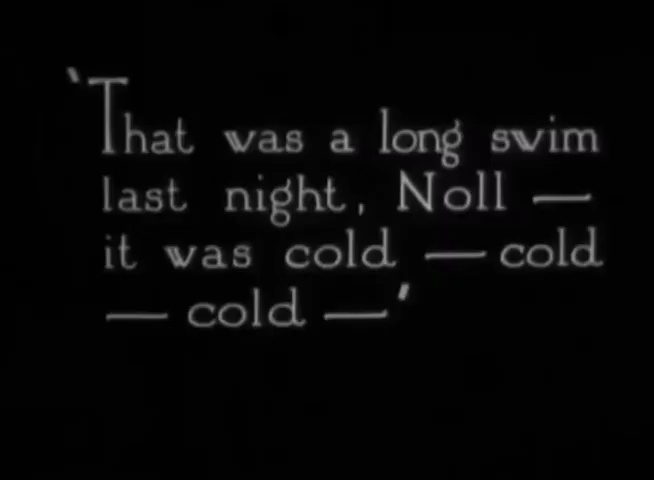 ‘That was a long swim
last night, Noll —
it was cold — cold
— cold —’